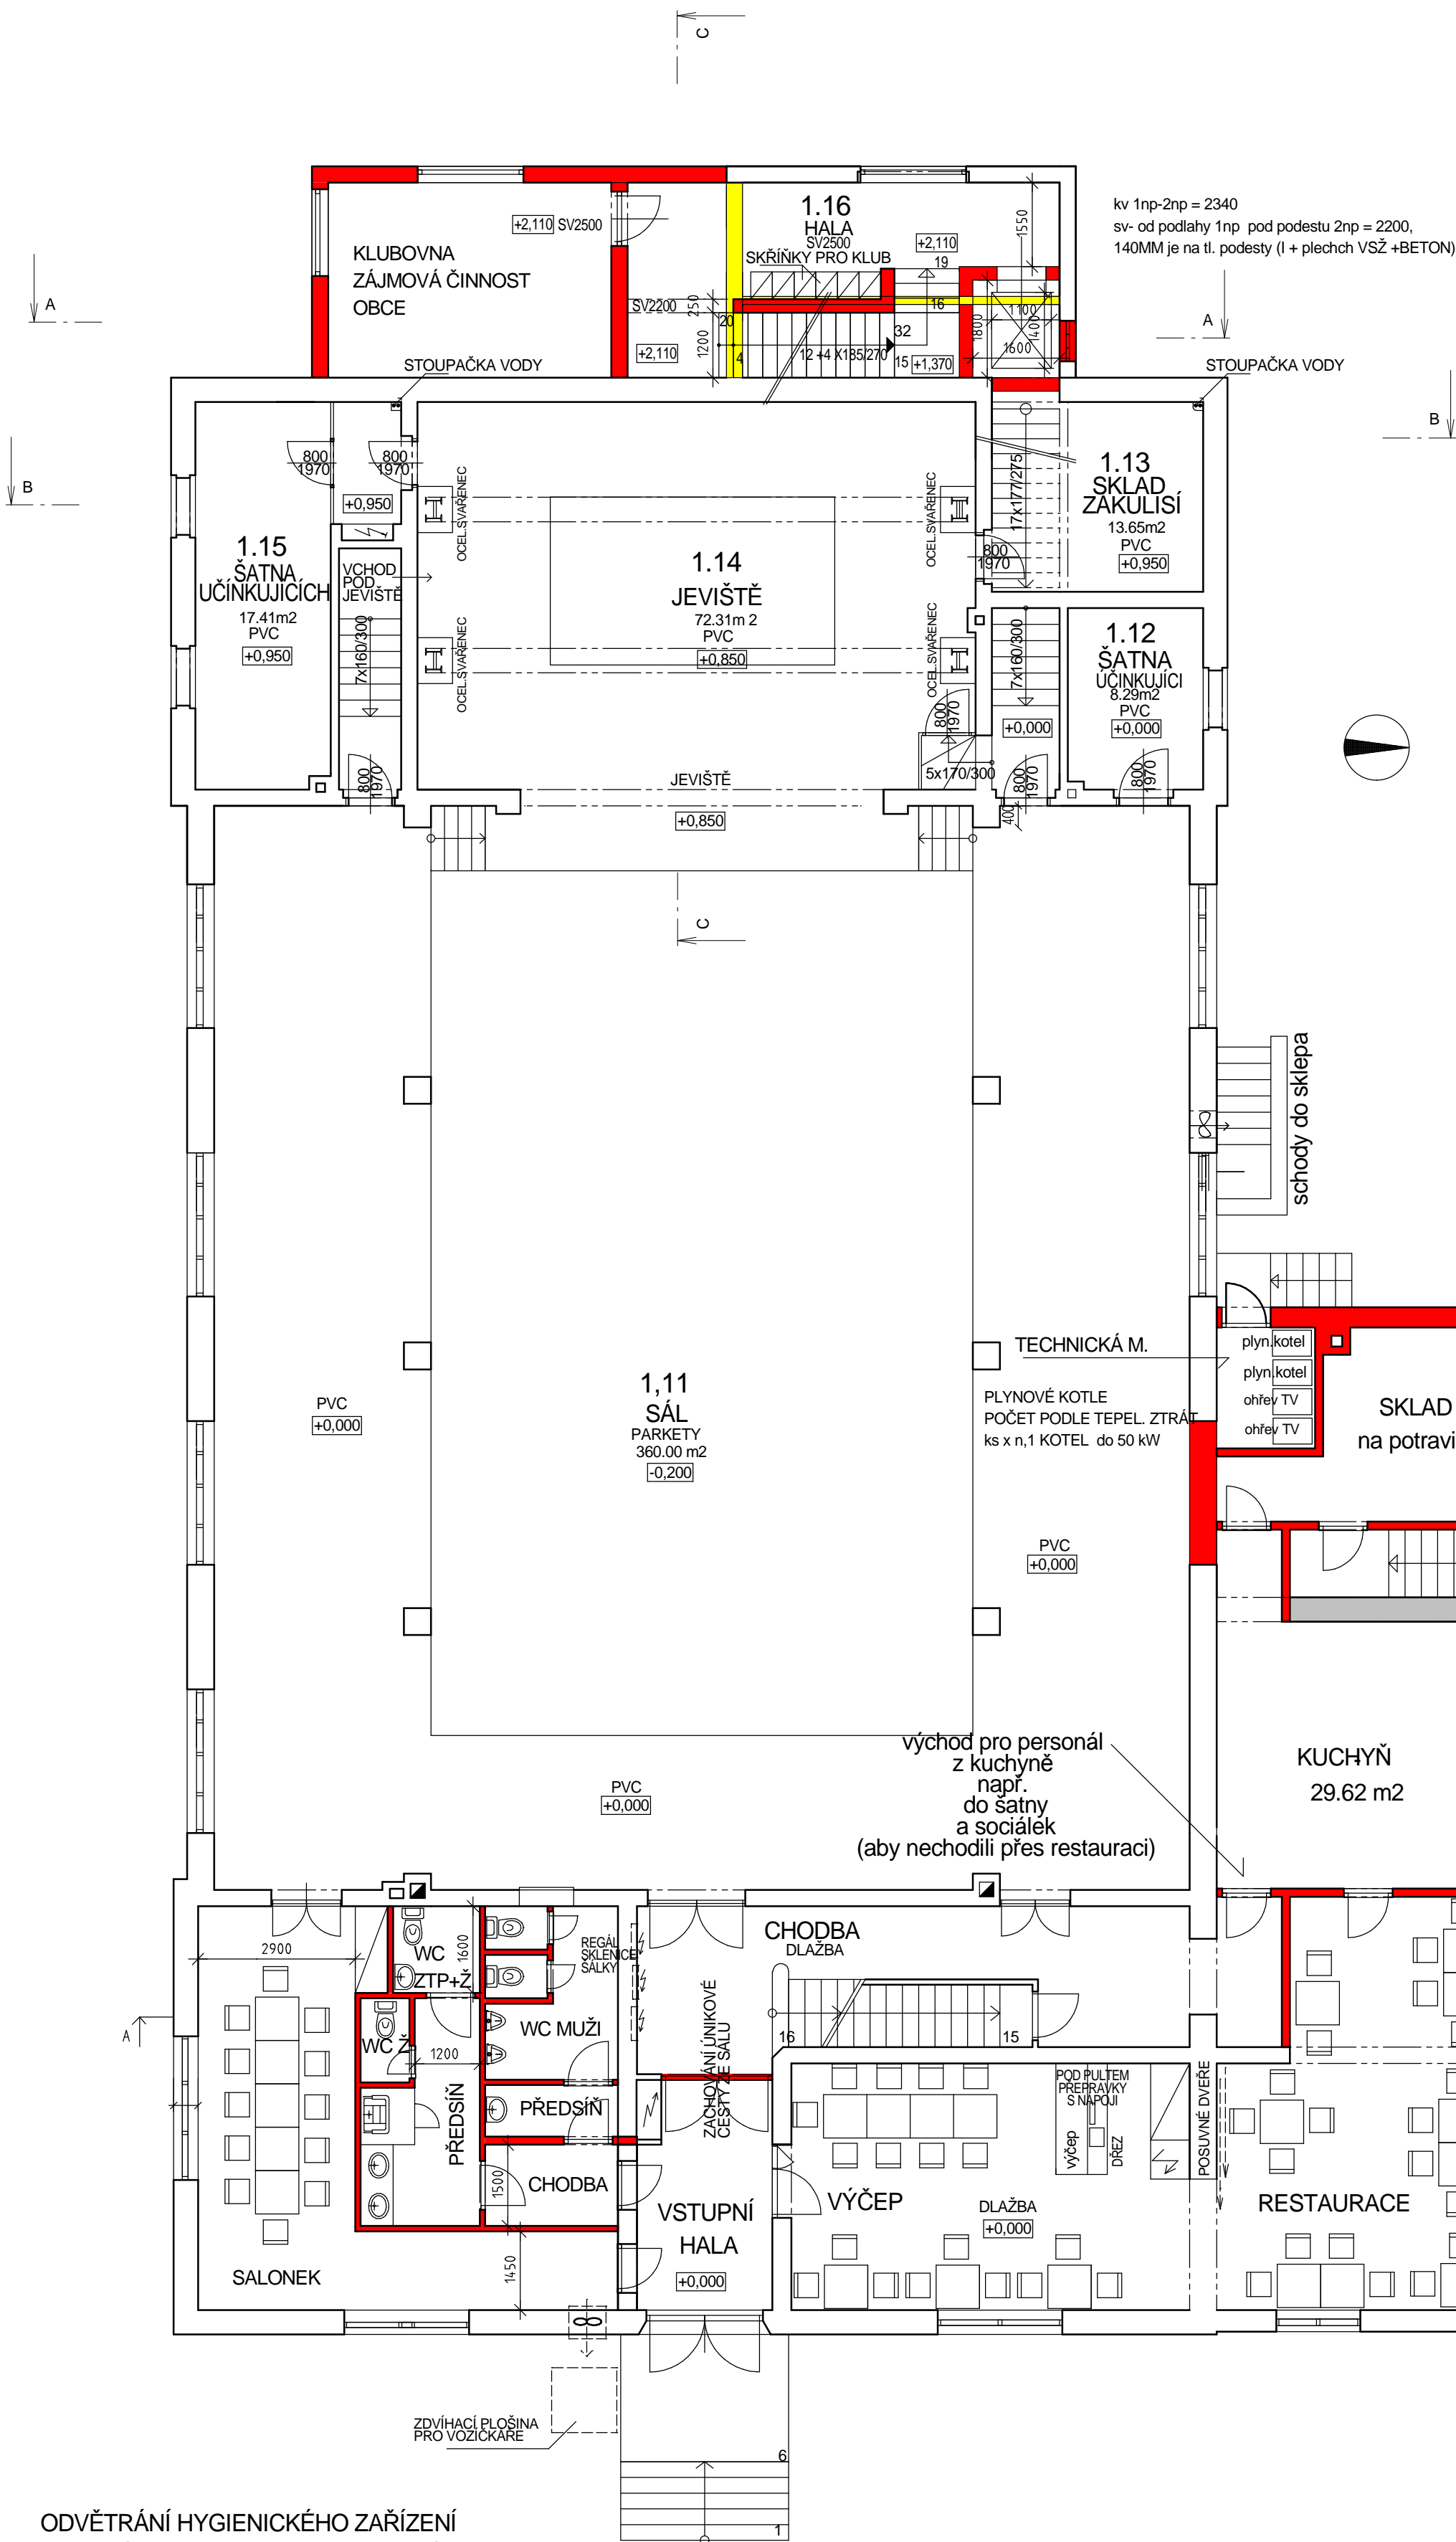 C
kv 1np-2np = 2340
sv- od podlahy 1np pod podestu 2np = 2200,
140MM je na tl. podesty (I + plechch VSŽ +BETON)
A
A
B
B
KLUBOVNA
ZÁJMOVÁ ČINNOST
OBCE
+2,110 SV2500
1.16
HALA
SV2500
SKŘÍŇKY PRO KLUB
+2,110
19
1550
SV2200
250
20
16
1100
1400
1800
1600
+2,110
1200
4
12 +4 X185/270
32
15
+1,370
STOUPAČKA VODY
STOUPAČKA VODY
800
1970
800
1970
+0,950
1.15
ŠATNA
UČÍNKUJÍCÍCH
17.41m2
PVC
+0,950
VCHOD
POD
JEVIŠTĚ
7x160/300
OCEL.SVAŘENEC
OCEL.SVAŘENEC
OCEL.SVAŘENEC
OCEL.SVAŘENEC
1.14
JEVIŠTĚ
72.31m 2
PVC
+0,850
17x177/275
800
1970
1.13
SKLAD
ZÁKULISÍ
13.65m2
PVC
+0,950
7x160/300
+0,000
1.12
ŠATNA
ÚČINKUJÍCI
8.29m2
PVC
+0,000
800
1970
5x170/300
800
1970
800
1970
800
1970
400
JEVIŠTĚ
+0,850
C
schody do sklepa
TECHNICKÁ M.
plyn.kotel
plyn.kotel
ohřev TV
ohřev TV
PLYNOVÉ KOTLE
POČET PODLE TEPEL. ZTRÁT
ks x n,1 KOTEL do 50 kW
SKLAD
na potravi
1,11
SÁL
PARKETY
360.00 m2
-0,200
PVC
+0,000
PVC
+0,000
PVC
+0,000
východ pro personál
z kuchyně
např.
do šatny
a sociálek
(aby nechodili přes restauraci)
KUCHYŇ
29.62 m2
2900
WC
ZTP+Ž
1600
REGÁL
SKLENICE
ŠÁLKY
CHODBA
DLAŽBA
A
WC Ž
1200
WC MUŽI
PŘEDSÍŇ
PŘEDSÍŇ
ZACHOVÁNÍ ÚNIKOVÉ
CESTY ZE SÁLU
16
15
POD PULTEM
PŘEPRAVKY
S NÁPOJI
výčep
DŘEZ
POSUVNÉ DVEŘE
1500
CHODBA
VSTUPNÍ
HALA
+0,000
VÝČEP
DLAŽBA
+0,000
RESTAURACE
SALONEK
1450
ZDVÍHACÍ PLOŠINA
PRO VOZÍČKÁŘE
6
1
ODVĚTRÁNÍ HYGIENICKÉHO ZAŘÍZENÍ